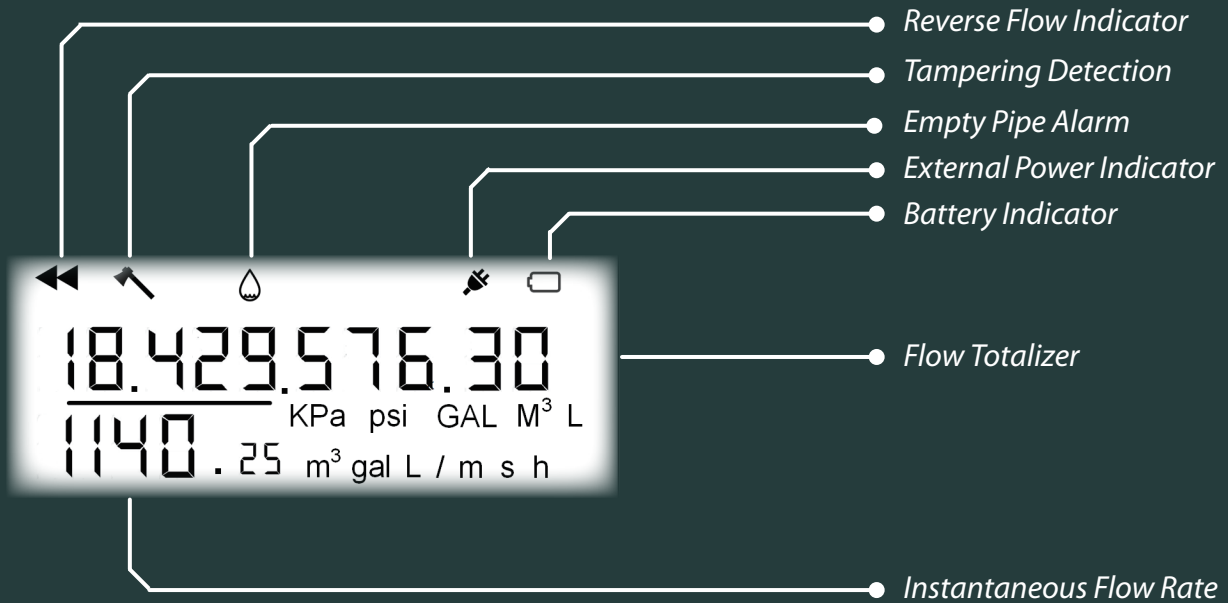 Reverse Flow Indicator
Tampering Detection
Empty Pipe Alarm
External Power Indicator
Battery Indicator
18.429.576.30
Flow Totalizer
KPa psi GAL M³ L
1140.25 m³ gal L / m s h
Instantaneous Flow Rate